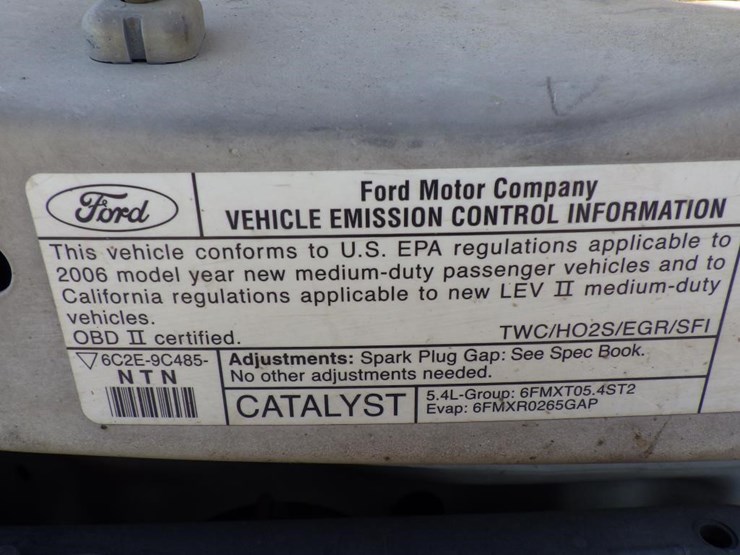 Ford
Ford Motor Company
VEHICLE EMISSION CONTROL INFORMATION
This vehicle conforms to U.S. EPA regulations applicable to
2006 model year new medium-duty passenger vehicles and to
California regulations applicable to new LEV II medium-duty
vehicles.
OBD II certified.
TWC/HO2S/EGR/SFI
6C2E-9C485-
NTN
Adjustments: Spark Plug Gap: See Spec Book.
No other adjustments needed.
CATALYST
5.4L-Group: 6FMXT05.4ST2
Evap: 6FMXR0265GAP